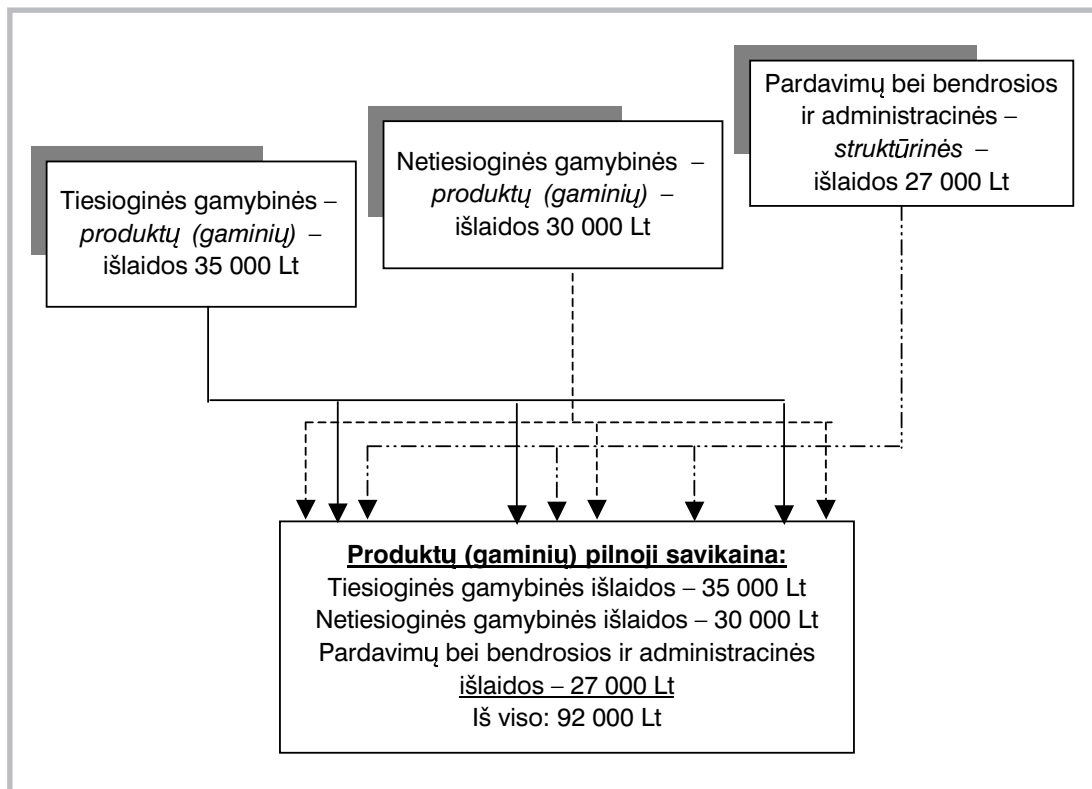 Tiesioginės gamybinės –
produktų (gaminių) –
išlaidos 35 000 Lt
Netiesioginės gamybinės –
produktų (gaminių) –
išlaidos 30 000 Lt
Pardavimų bei bendrosios
ir administracinės –
struktūrinės –
išlaidos 27 000 Lt
Produktų (gaminių) pilnoji savikaina:
Tiesioginės gamybinės išlaidos – 35 000 Lt
Netiesioginės gamybinės išlaidos – 30 000 Lt
Pardavimų bei bendrosios ir administracinės
išlaidos – 27 000 Lt
Iš viso: 92 000 Lt